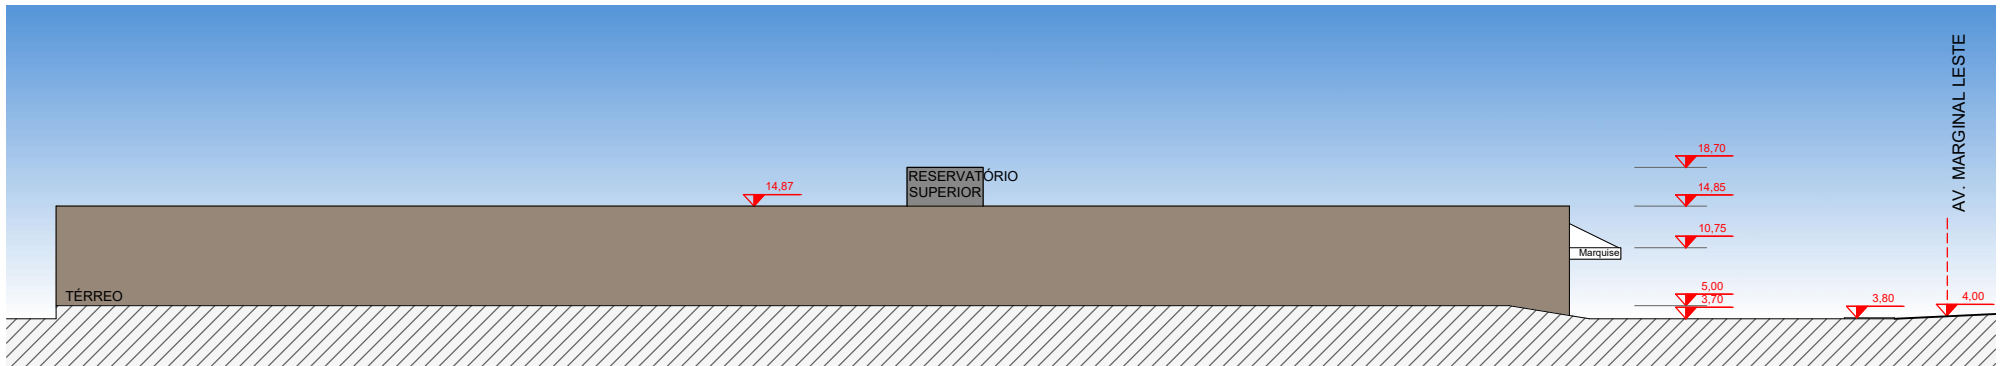 AV. MARGINAL LESTE
18,70
RESERVATÓRIO
SUPERIOR
14,87
14,85
10,75
Marquise
TÉRREO
5,00
3,70
3,80
4,00